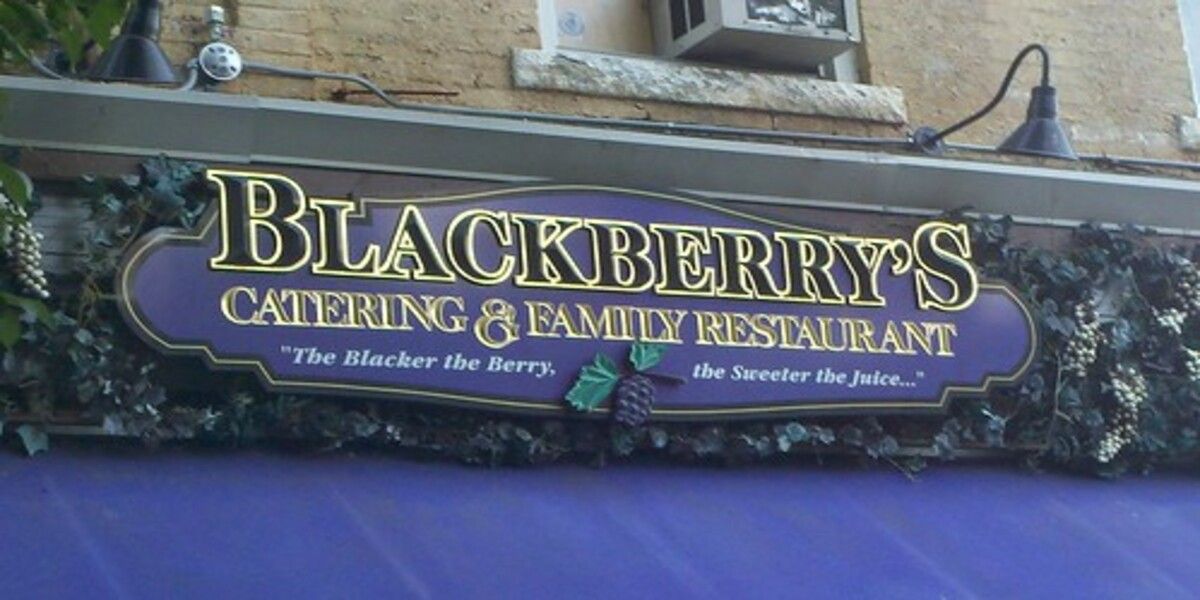 BLACKBERRY'S
CATERING & FAMILY RESTAURANT
"The Blacker the Berry, the Sweeter the Juice..."